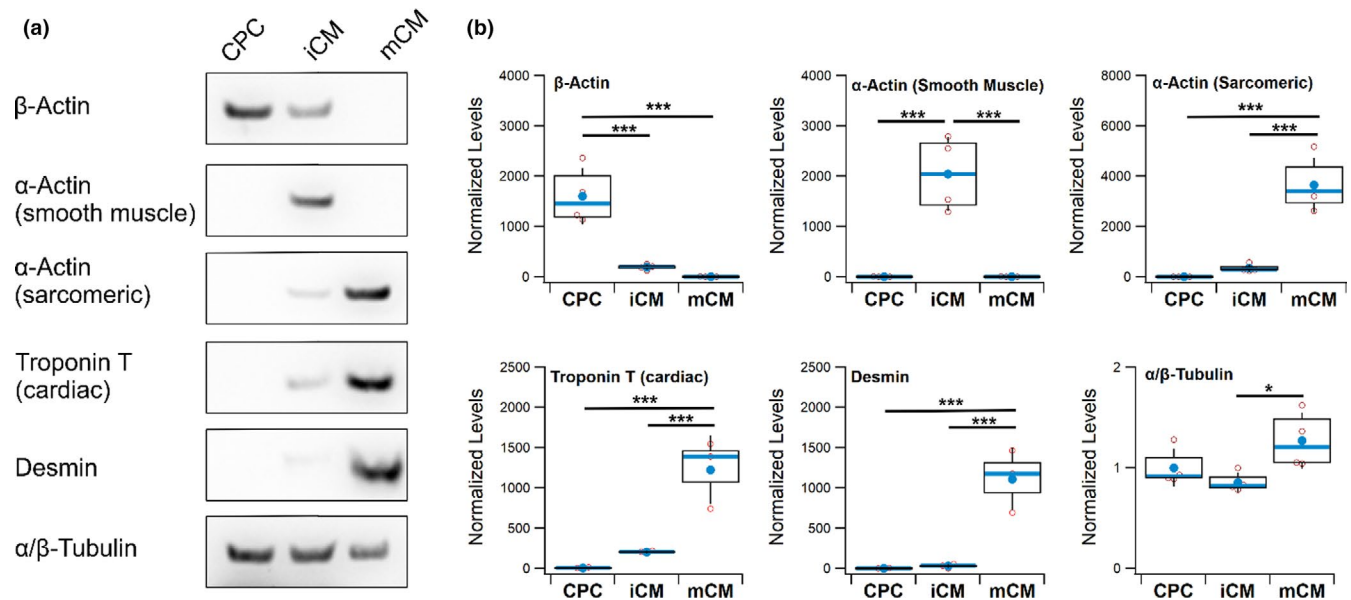 (a)
CPC iCM mCM
β-Actin
α-Actin
(smooth muscle)
α-Actin
(sarcomeric)
Troponin T
(cardiac)
Desmin
α/β-Tubulin
(b)
β-Actin
Normalized Levels
4000
3000
2000
1000
0
***
***
CPC iCM mCM
α-Actin (Smooth Muscle)
Normalized Levels
4000
3000
2000
1000
0
*** ***
CPC iCM mCM
α-Actin (Sarcomeric)
Normalized Levels
8000
6000
4000
2000
0
***
***
CPC iCM mCM
Troponin T (cardiac)
Normalized Levels
2500
2000
1500
1000
500
0
***
***
CPC iCM mCM
Desmin
Normalized Levels
2500
2000
1500
1000
500
0
***
***
CPC iCM mCM
α/β-Tubulin
Normalized Levels
2
1
0
*
CPC iCM mCM